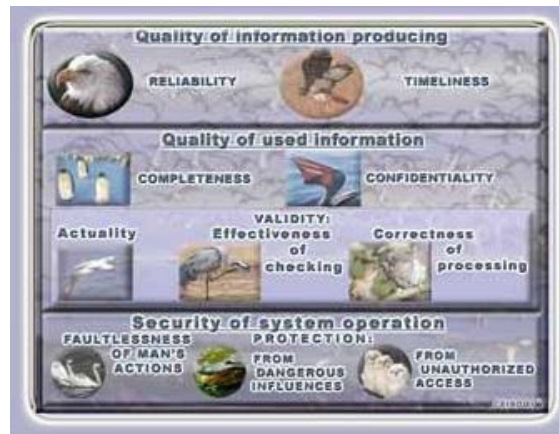 Quality of information producing
RELIABILITY
TIMELINESS
Quality of used information
COMPLETENESS
CONFIDENTIALITY
VALIDITY:
Actuality
Effectiveness
of
checking
Correctness
of
processing
Security of system operation
FAULTLESSNESS
OF MAN'S
ACTIONS
PROTECTION:
FROM
DANGEROUS
INFLUENCES
FROM
UNAUTHORIZED
ACCESS